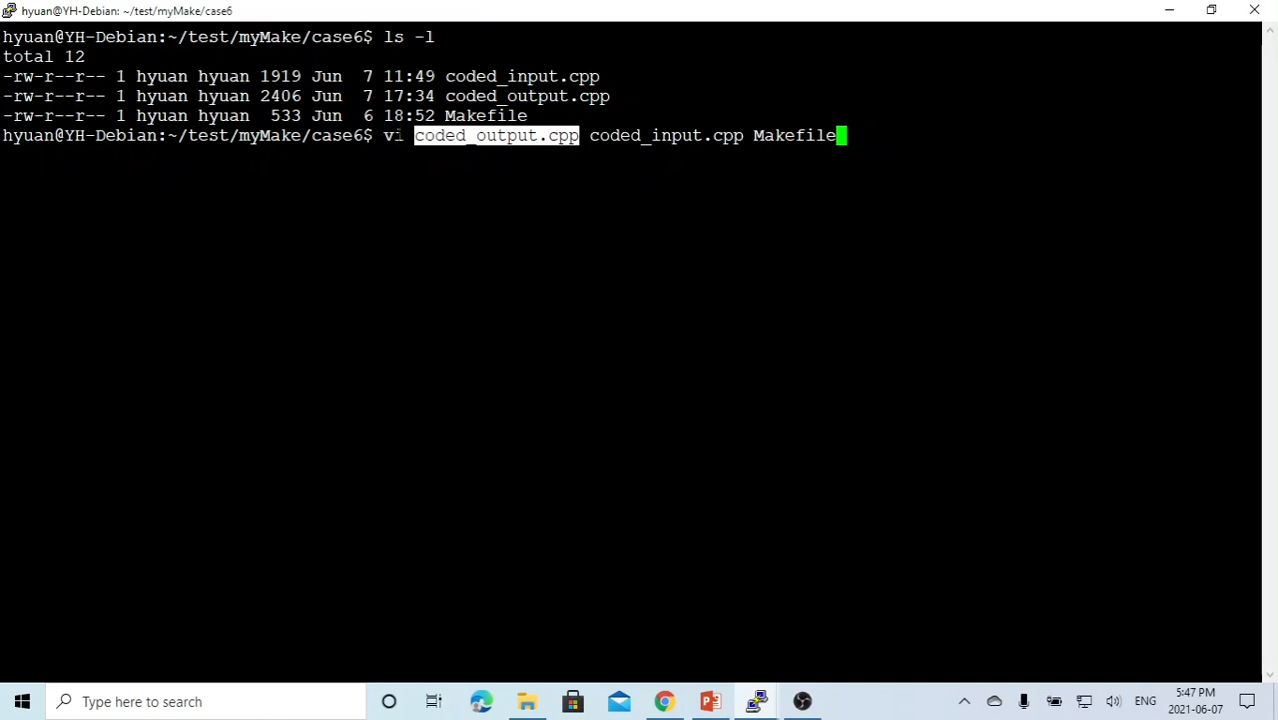 hyuan@YH-Debian: ~/test/myMake/case6
hyuan@YH-Debian:~/test/myMake/case6$ ls -l
total 12
-rw-r--r-- 1 hyuan hyuan 1919 Jun  7 11:49 coded_input.cpp
-rw-r--r-- 1 hyuan hyuan 2406 Jun  7 17:34 coded_output.cpp
-rw-r--r-- 1 hyuan hyuan  533 Jun  6 18:52 Makefile
hyuan@YH-Debian:~/test/myMake/case6$ vi coded_output.cpp coded_input.cpp Makefile
Type here to search
ENG
5:47 PM
2021-06-07